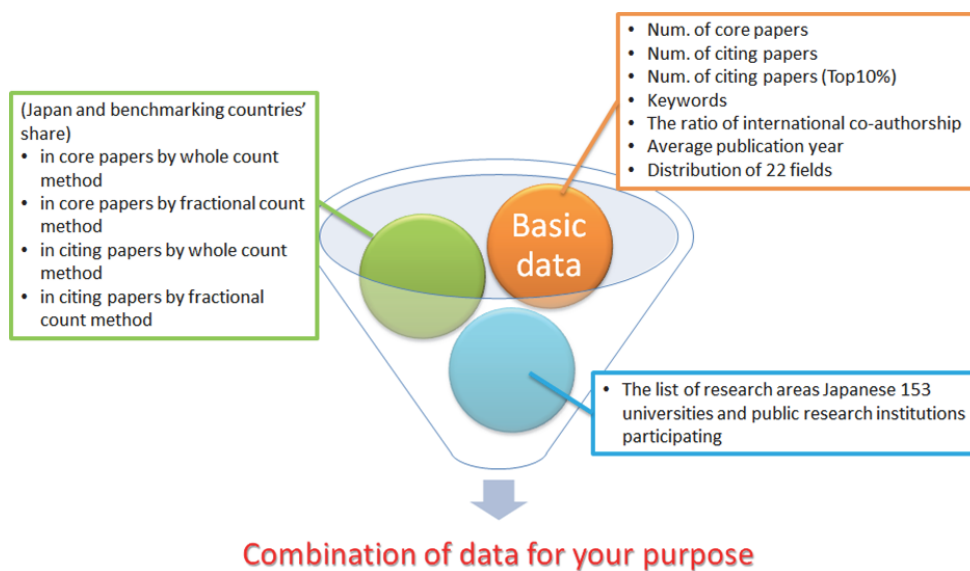 • Num. of core papers
• Num. of citing papers
• Num. of citing papers (Top10%)
• Keywords
• The ratio of international co-authorship
• Average publication year
• Distribution of 22 fields
(Japan and benchmarking countries'
share)
• in core papers by whole count
method
• in core papers by fractional count
method
• in citing papers by whole count
method
• in citing papers by fractional
count method
Basic
data
• The list of research areas Japanese 153
universities and public research institutions
participating
Combination of data for your purpose